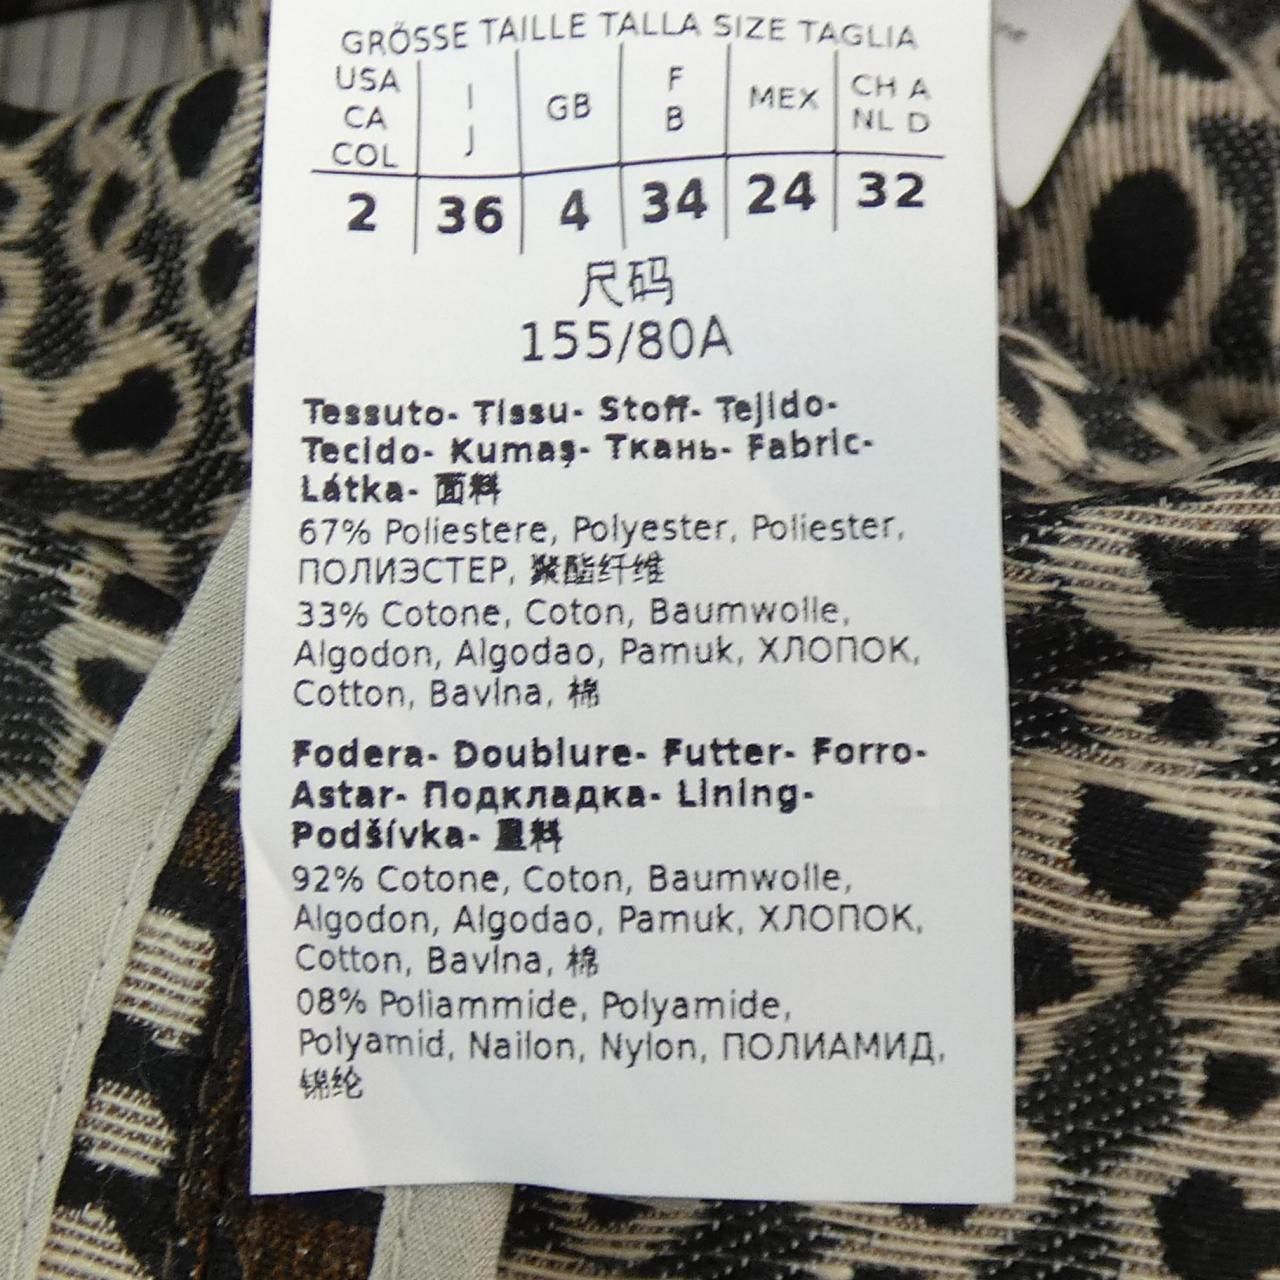 GRÖSSE TAILLE TALLA SIZE TAGLIA
USA CA COL I J GB F B MEX CH A NL D
2 36 4 34 24 32
尺码
155/80A
Tessuto- Tissu- Stoff- Tejido-
Tecido- Kumaş- Ткань- Fabric-
Látka- 面料
67% Poliestere, Polyester, Poliester,
ПОЛИЭСТЕР, 聚酯纤维
33% Cotone, Coton, Baumwolle,
Algodon, Algodao, Pamuk, ХЛОПОК,
Cotton, Bavlna, 棉
Fodera- Doublure- Futter- Forro-
Astar- Подкладка- Lining-
Podšívka- 里料
92% Cotone, Coton, Baumwolle,
Algodon, Algodao, Pamuk, ХЛОПОК,
Cotton, Bavlna, 棉
08% Poliammide, Polyamide,
Polyamid, Nailon, Nylon, ПОЛИАМИД,
锦纶